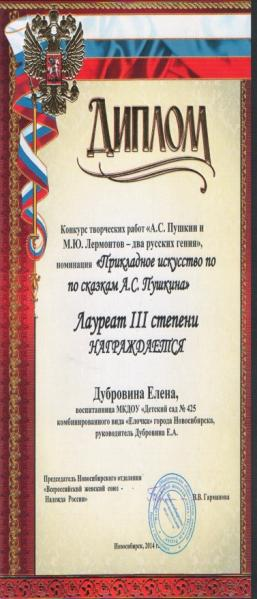 ДИПЛОМ
Конкурс творческих работ «А.С. Пушкин и
М.Ю. Лермонтов – два русских гения»,
номинация «Прикладное искусство по
по сказкам А.С. Пушкина»
Лауреат III степени
НАГРАЖДАЕТСЯ
Дубровина Елена,
воспитанница МКДОУ «Детский сад № 425
комбинированного вида «Елочка» города Новосибирска,
руководитель Дубровина Е.А.
Председатель Новосибирского отделения
«Всероссийский женский союз -
Надежда России»
В.В. Гарманова
Новосибирск, 2014 г.